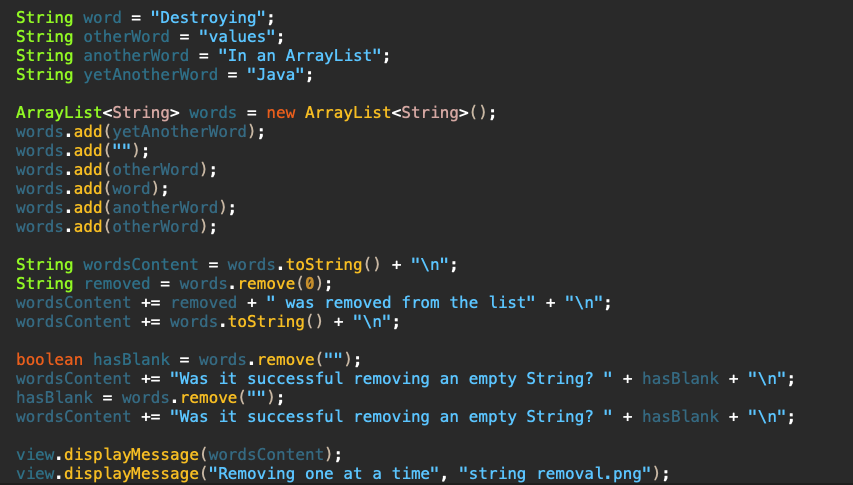 String word = "Destroying";
String otherWord = "values";
String anotherWord = "In an ArrayList";
String yetAnotherWord = "Java";
ArrayList<String> words = new ArrayList<String>();
words.add(yetAnotherWord);
words.add("");
words.add(otherWord);
words.add(word);
words.add(anotherWord);
words.add(otherWord);
String wordsContent = words.toString() + "\n";
String removed = words.remove(0);
wordsContent += removed + " was removed from the list" + "\n";
wordsContent += words.toString() + "\n";
boolean hasBlank = words.remove("");
wordsContent += "Was it successful removing an empty String? " + hasBlank + "\n";
hasBlank = words.remove("");
wordsContent += "Was it successful removing an empty String? " + hasBlank + "\n";
view.displayMessage(wordsContent);
view.displayMessage("Removing one at a time", "string removal.png");